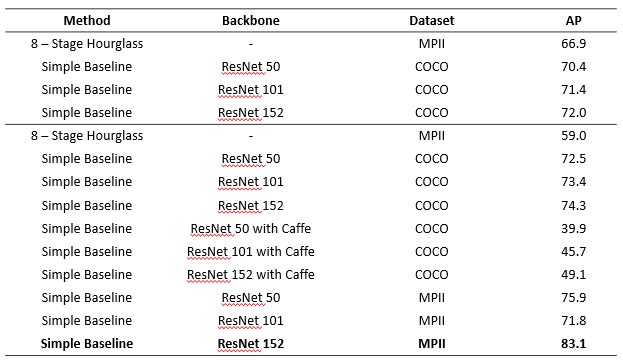 Method Backbone Dataset AP
8 – Stage Hourglass - MPII 66.9
Simple Baseline ResNet 50 COCO 70.4
Simple Baseline ResNet 101 COCO 71.4
Simple Baseline ResNet 152 COCO 72.0
8 – Stage Hourglass - MPII 59.0
Simple Baseline ResNet 50 COCO 72.5
Simple Baseline ResNet 101 COCO 73.4
Simple Baseline ResNet 152 COCO 74.3
Simple Baseline ResNet 50 with Caffe COCO 39.9
Simple Baseline ResNet 101 with Caffe COCO 45.7
Simple Baseline ResNet 152 with Caffe COCO 49.1
Simple Baseline ResNet 50 MPII 75.9
Simple Baseline ResNet 101 MPII 71.8
Simple Baseline ResNet 152 MPII 83.1